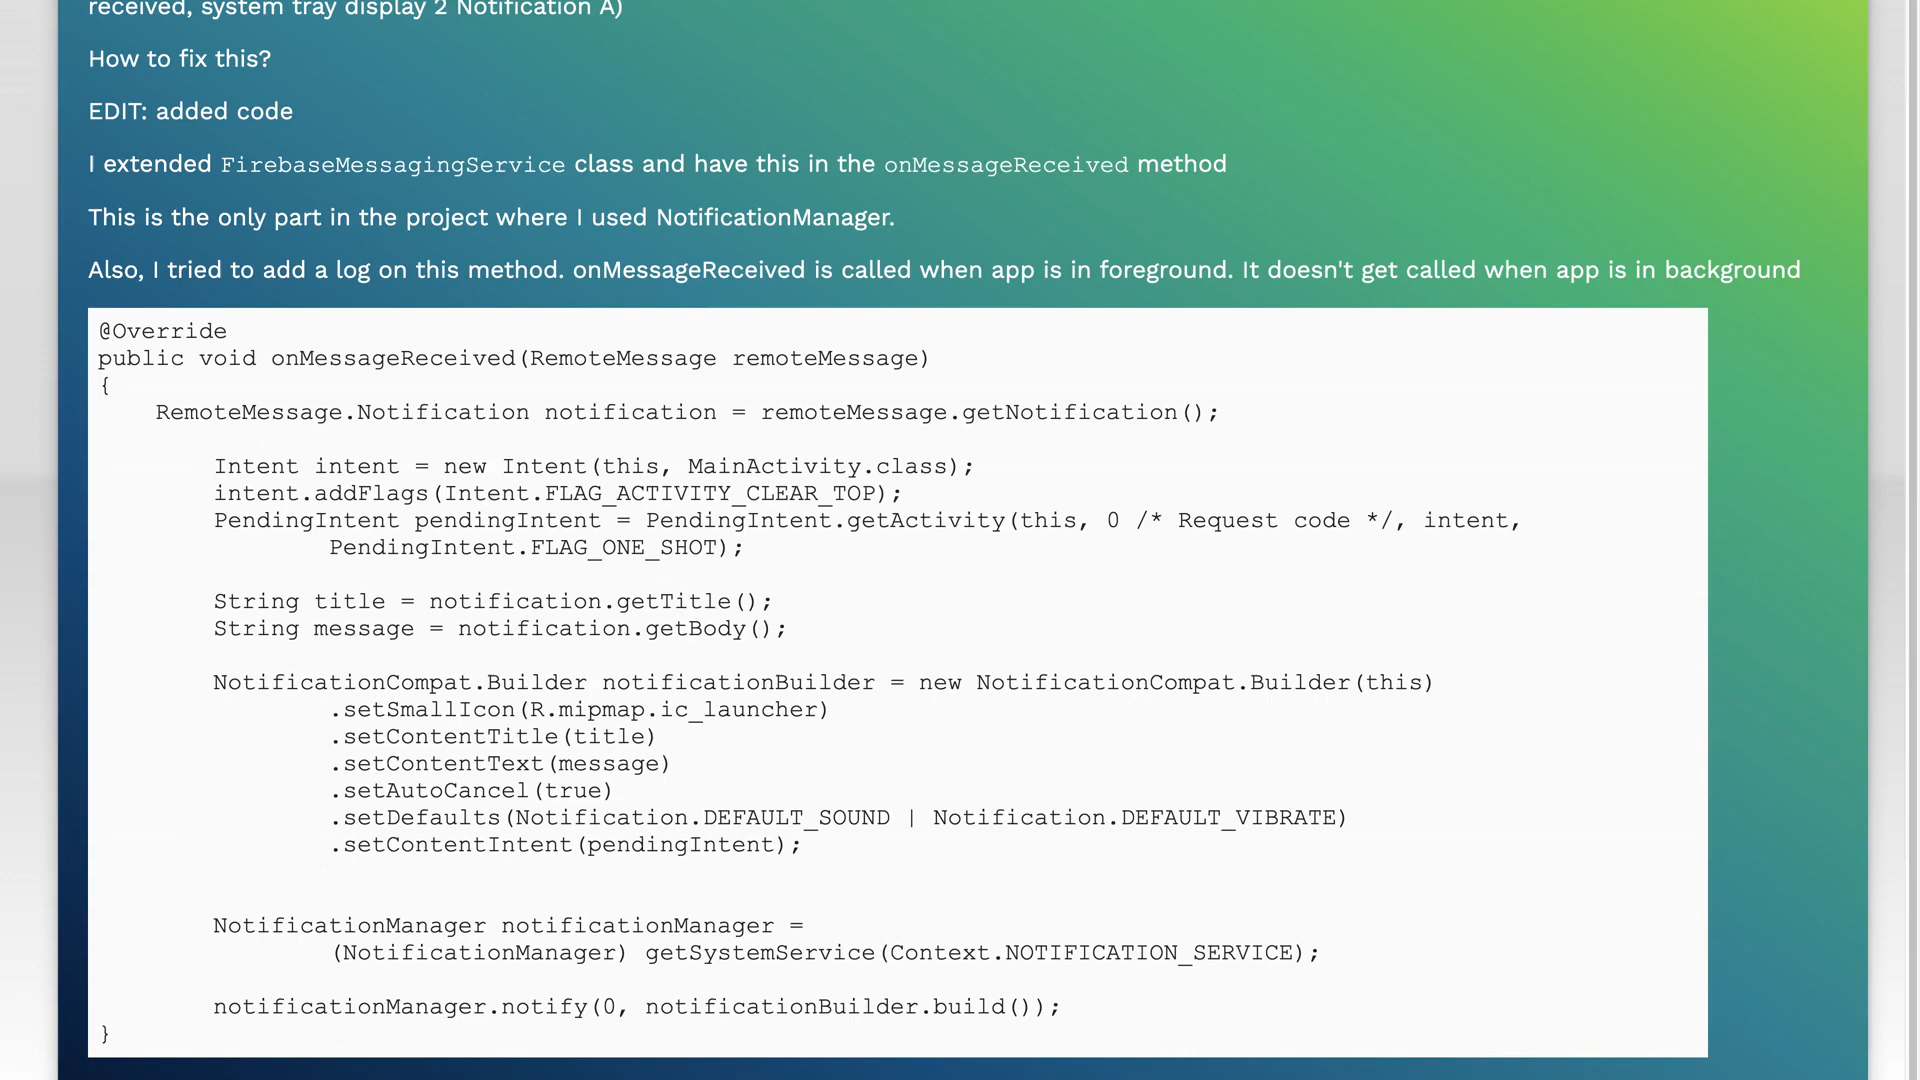 received, system tray display 2 Notification A)
How to fix this?
EDIT: added code
I extended FirebaseMessagingService class and have this in the onMessageReceived method
This is the only part in the project where I used NotificationManager.
Also, I tried to add a log on this method. onMessageReceived is called when app is in foreground. It doesn't get called when app is in background
@Override
public void onMessageReceived(RemoteMessage remoteMessage)
{
    RemoteMessage.Notification notification = remoteMessage.getNotification();
        Intent intent = new Intent(this, MainActivity.class);
        intent.addFlags(Intent.FLAG_ACTIVITY_CLEAR_TOP);
        PendingIntent pendingIntent = PendingIntent.getActivity(this, 0 /* Request code */, intent,
                PendingIntent.FLAG_ONE_SHOT);
        String title = notification.getTitle();
        String message = notification.getBody();
        NotificationCompat.Builder notificationBuilder = new NotificationCompat.Builder(this)
                .setSmallIcon(R.mipmap.ic_launcher)
                .setContentTitle(title)
                .setContentText(message)
                .setAutoCancel(true)
                .setDefaults(Notification.DEFAULT_SOUND | Notification.DEFAULT_VIBRATE)
                .setContentIntent(pendingIntent);
        NotificationManager notificationManager =
                (NotificationManager) getSystemService(Context.NOTIFICATION_SERVICE);
        notificationManager.notify(0, notificationBuilder.build());
}